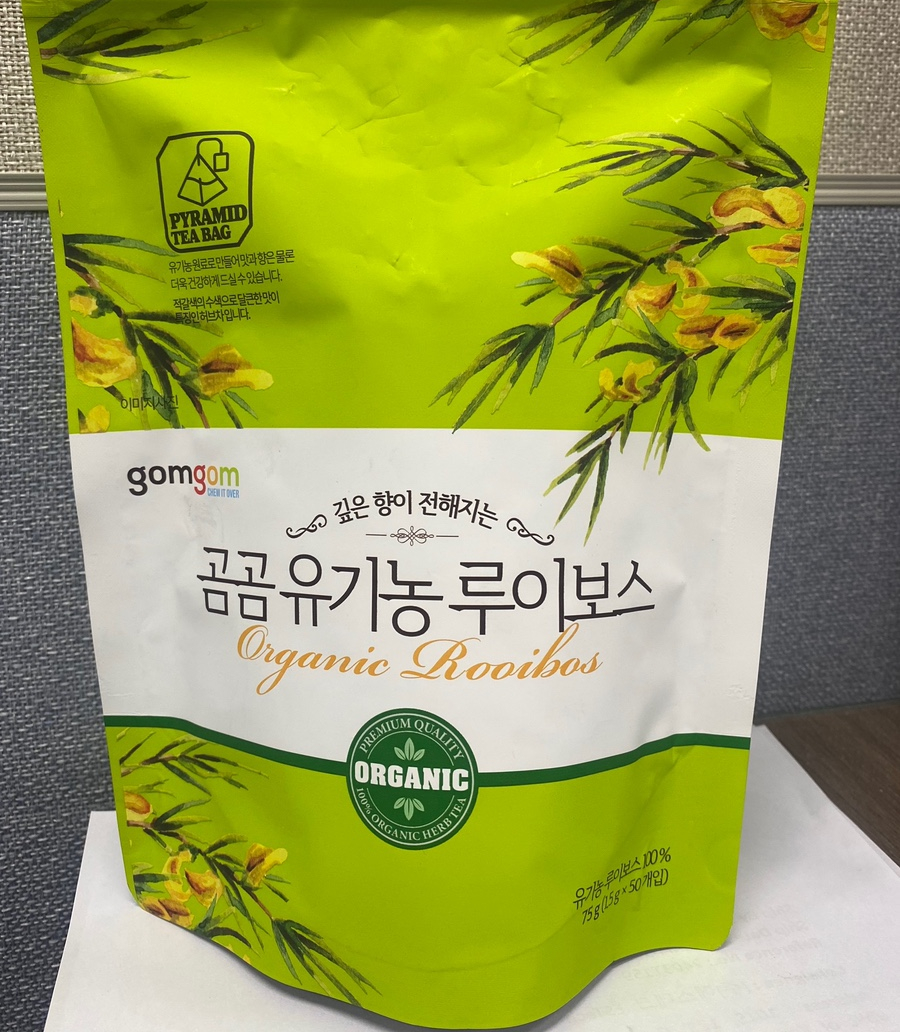 PYRAMID
TEA BAG
유기농 원료로 만들어 맛과 향은 물론
더욱 건강하게 드실 수 있습니다.
적갈색의 수색으로 달큰한 맛이
특징인 허브차입니다.
이미지사진
gomgom
CHEW IT OVER
깊은 향이 전해지는
곰곰 유기농 루이보스
Organic Rooibos
PREMIUM QUALITY
ORGANIC
100% ORGANIC HERB TEA
유기농 루이보스 100%
75g (1.5g × 50개입)